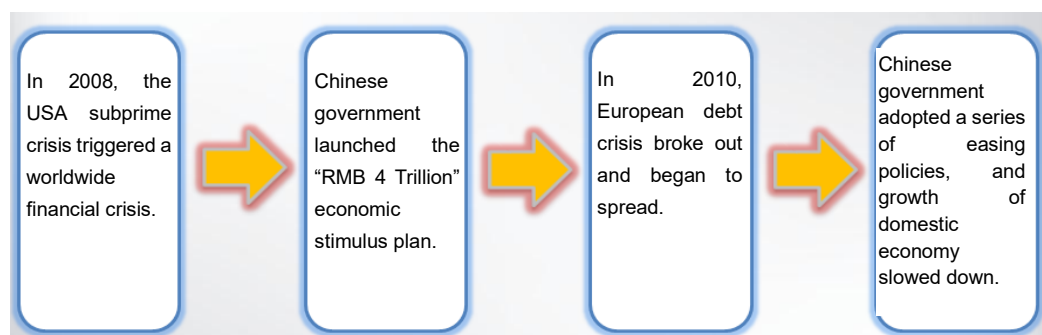 In 2008, the
USA subprime
crisis triggered a
worldwide
financial crisis.
Chinese
government
launched the
“RMB 4 Trillion”
economic
stimulus plan.
In 2010,
European debt
crisis broke out
and began to
spread.
Chinese
government
adopted a series
of easing
policies, and
growth of
domestic
economy
slowed down.